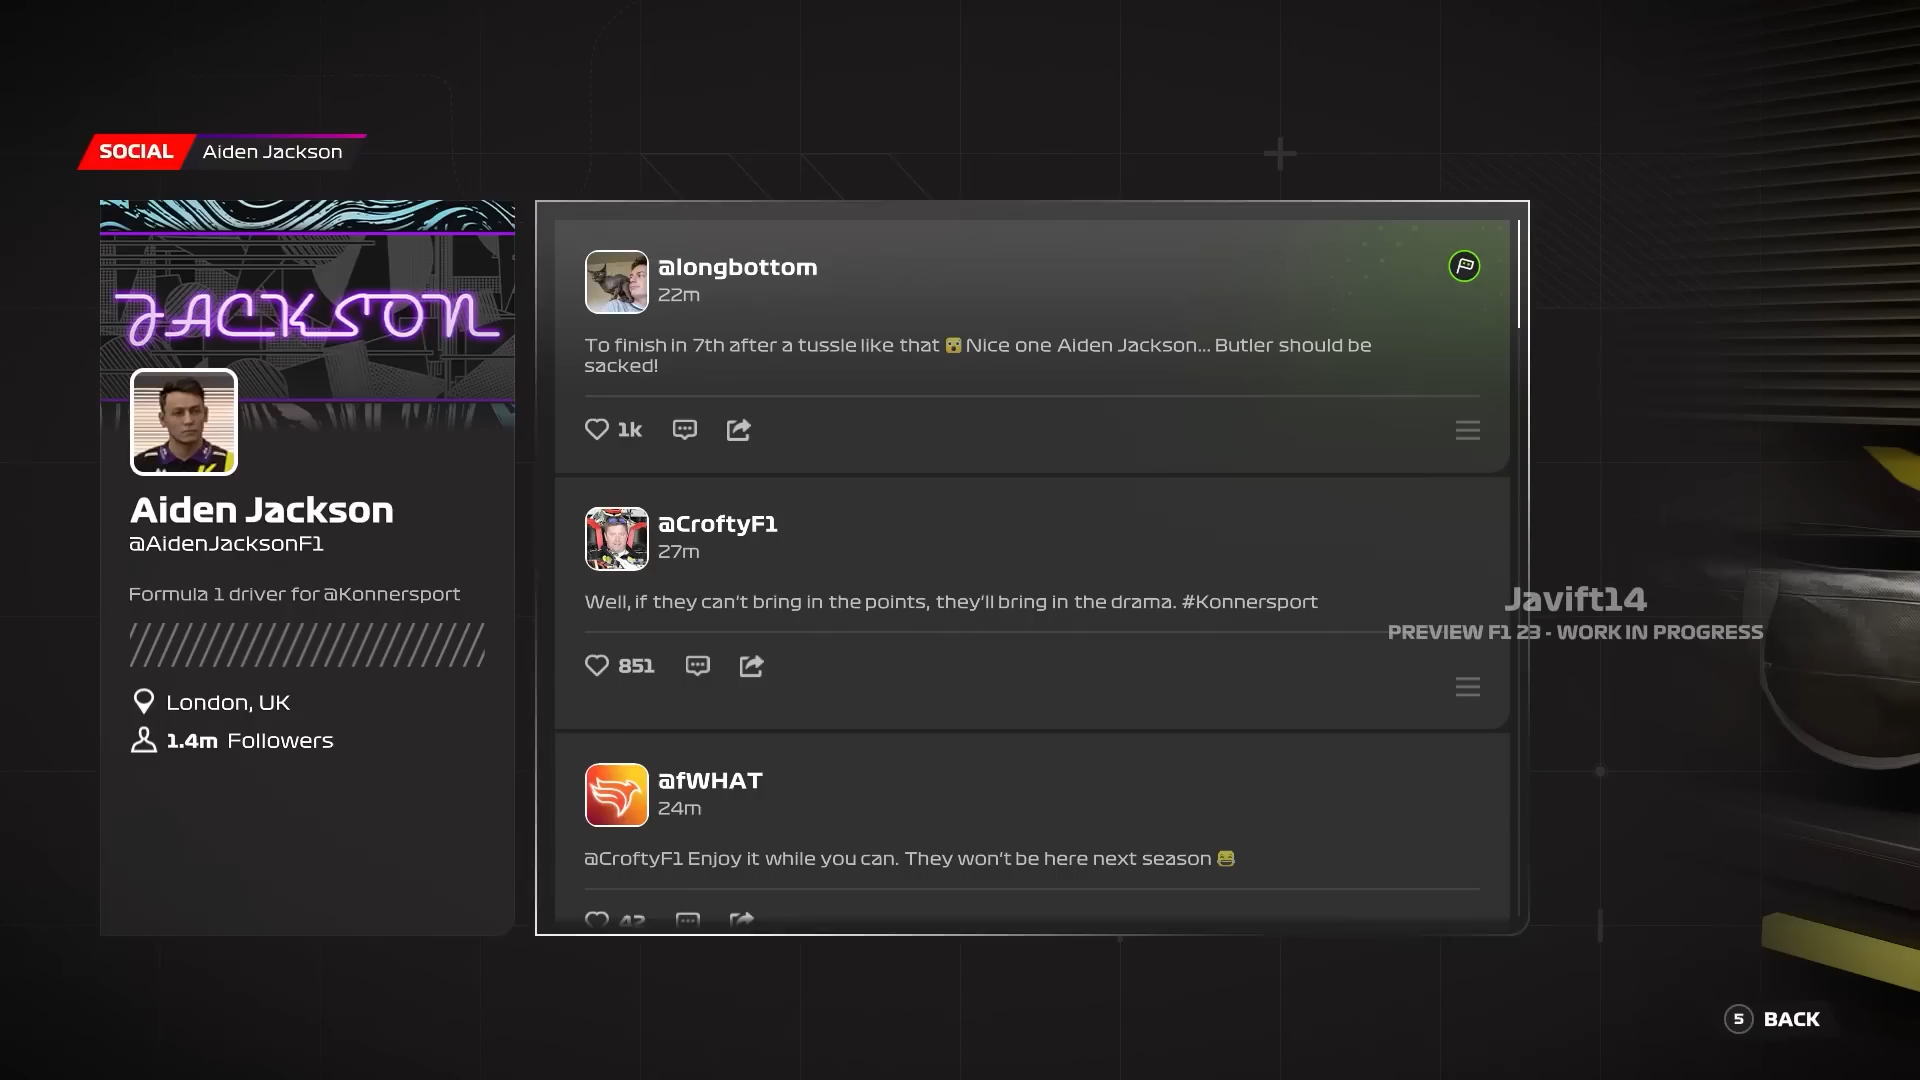 SOCIAL Aiden Jackson
JACKSON
Aiden Jackson
@AidenJacksonF1
Formula 1 driver for @Konnersport
London, UK
1.4m Followers
@longbottom
22m
To finish in 7th after a tussle like that 😲 Nice one Aiden Jackson... Butler should be
sacked!
1k
@CroftyF1
27m
Well, if they can't bring in the points, they'll bring in the drama. #Konnersport
851
@fWHAT
24m
@CroftyF1 Enjoy it while you can. They won't be here next season 😂
42
Javift14
PREVIEW F1 23 - WORK IN PROGRESS
5 BACK